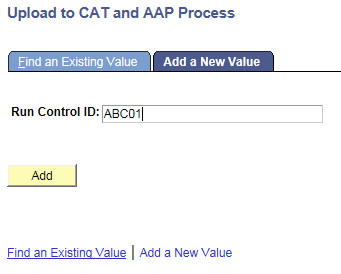 Upload to CAT and AAP Process
Find an Existing Value Add a New Value
Run Control ID: ABC01
Add
Find an Existing Value | Add a New Value